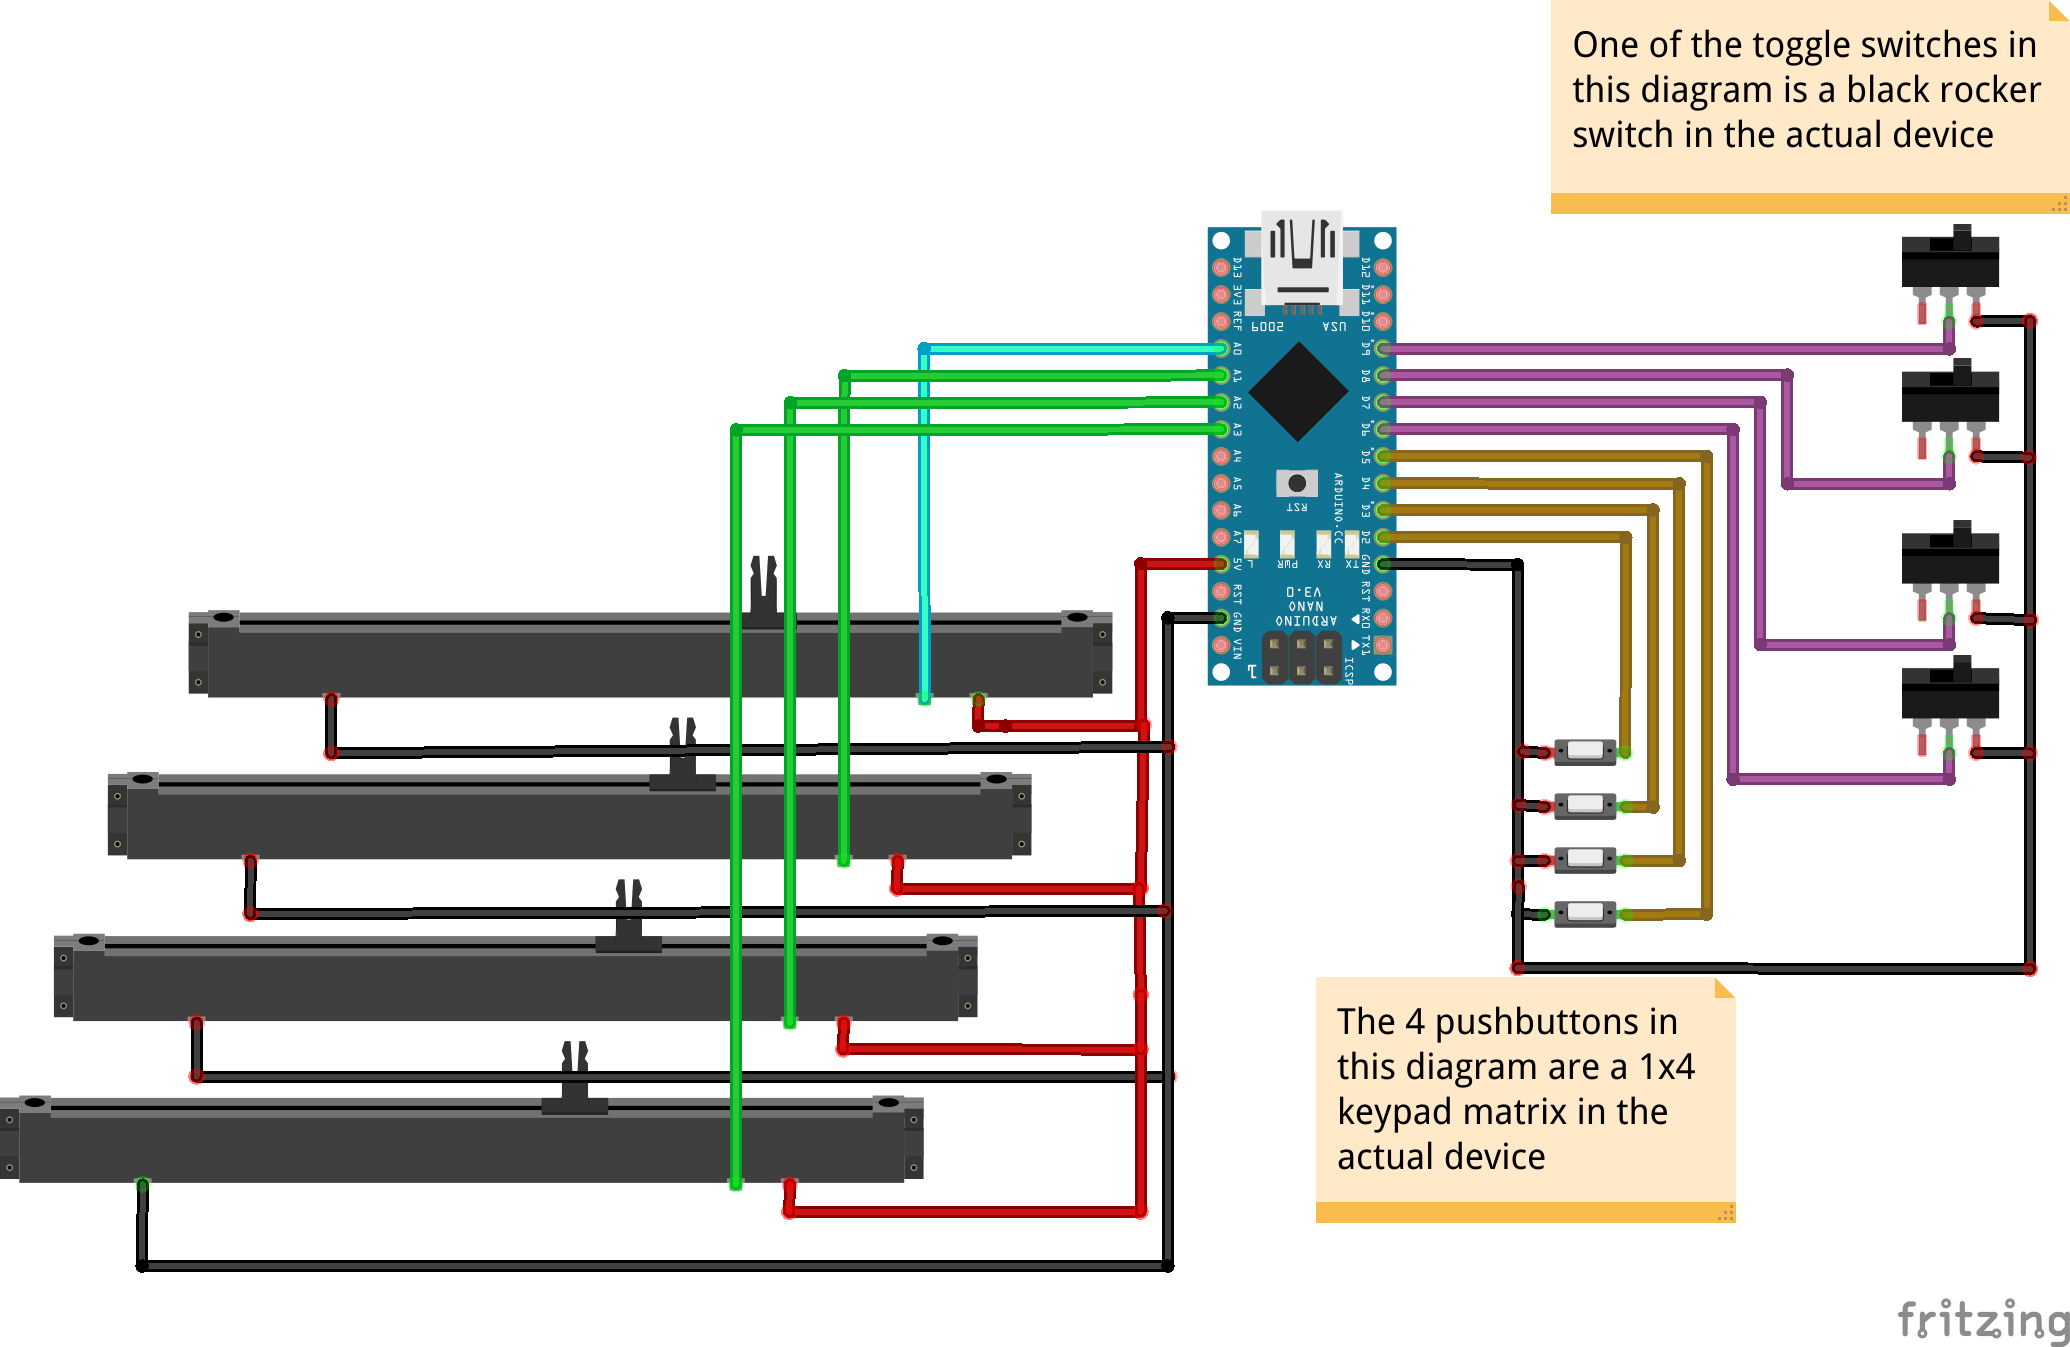 One of the toggle switches in
this diagram is a black rocker
switch in the actual device
D13
3V3
REF
A0
A1
A2
A3
A4
A5
A6
A7
5V
RST
GND
VIN
D12
D11
D10
D9
D8
D7
D6
D5
D4
D3
D2
GND
RST
RX0
TX1
2009
USA
RST
ARDUINO.CC
L
PWR
RX
TX
V3.0
NANO
ARDUINO
1
ICSP
The 4 pushbuttons in
this diagram are a 1x4
keypad matrix in the
actual device
fritzing